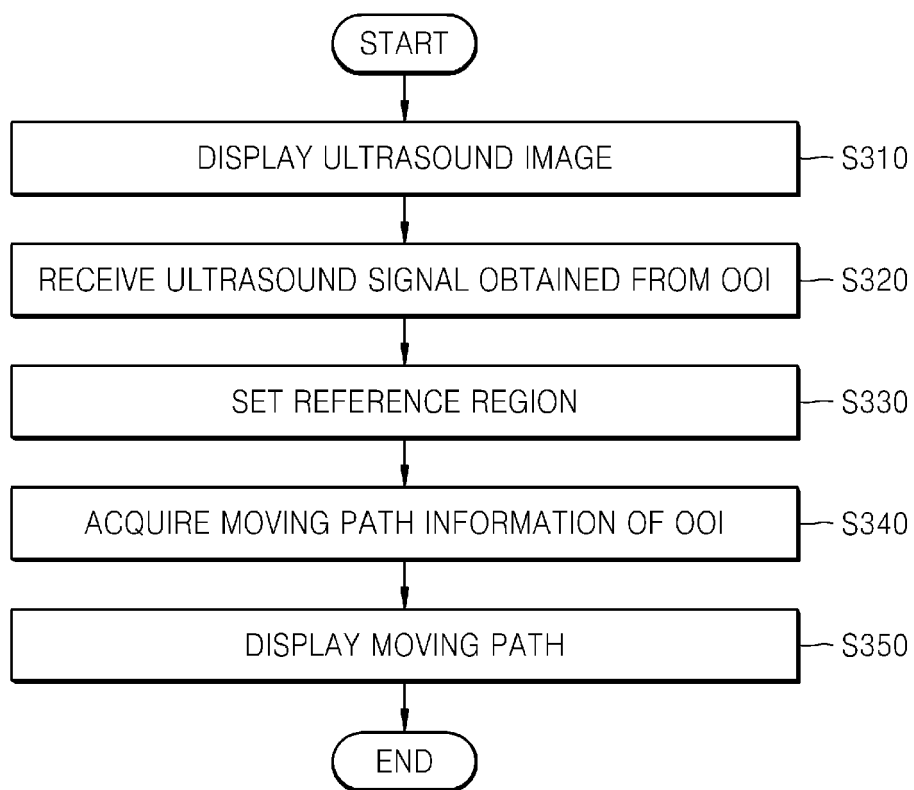 START
DISPLAY ULTRASOUND IMAGE
S310
RECEIVE ULTRASOUND SIGNAL OBTAINED FROM OOI
S320
SET REFERENCE REGION
S330
ACQUIRE MOVING PATH INFORMATION OF OOI
S340
DISPLAY MOVING PATH
S350
END